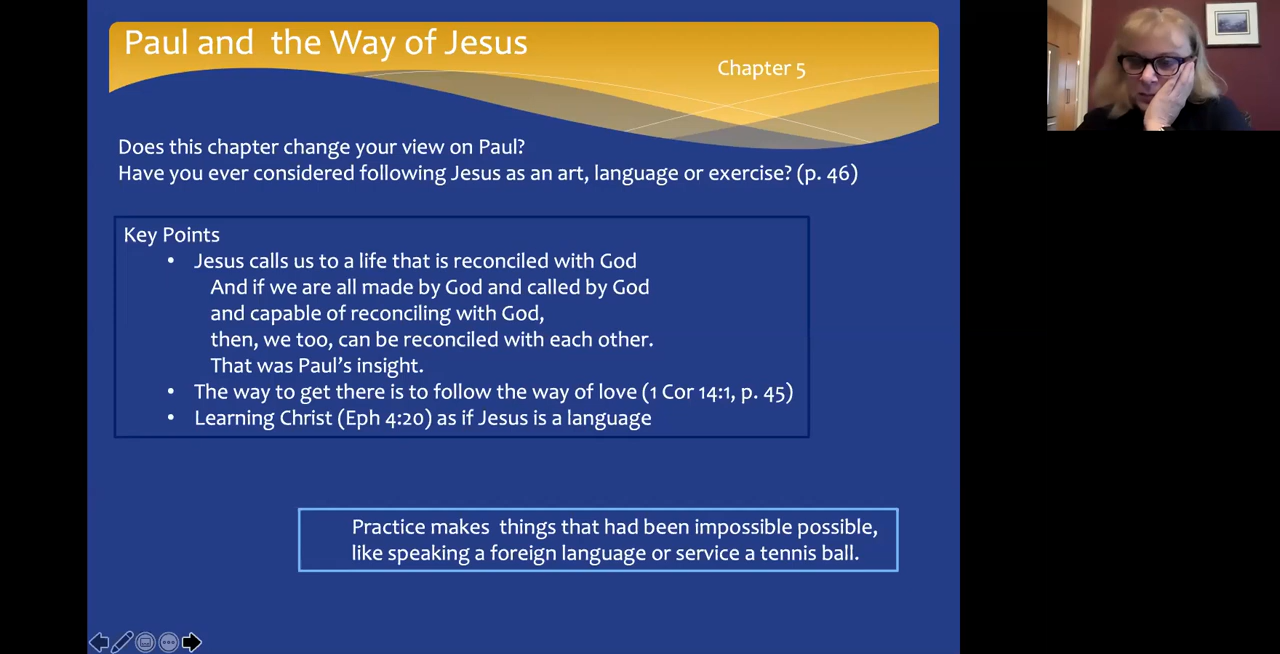 Paul and the Way of Jesus
Chapter 5
Does this chapter change your view on Paul?
Have you ever considered following Jesus as an art, language or exercise? (p. 46)
Key Points
• Jesus calls us to a life that is reconciled with God
And if we are all made by God and called by God
and capable of reconciling with God,
then, we too, can be reconciled with each other.
That was Paul's insight.
• The way to get there is to follow the way of love (1 Cor 14:1, p. 45)
• Learning Christ (Eph 4:20) as if Jesus is a language
Practice makes things that had been impossible possible,
like speaking a foreign language or service a tennis ball.